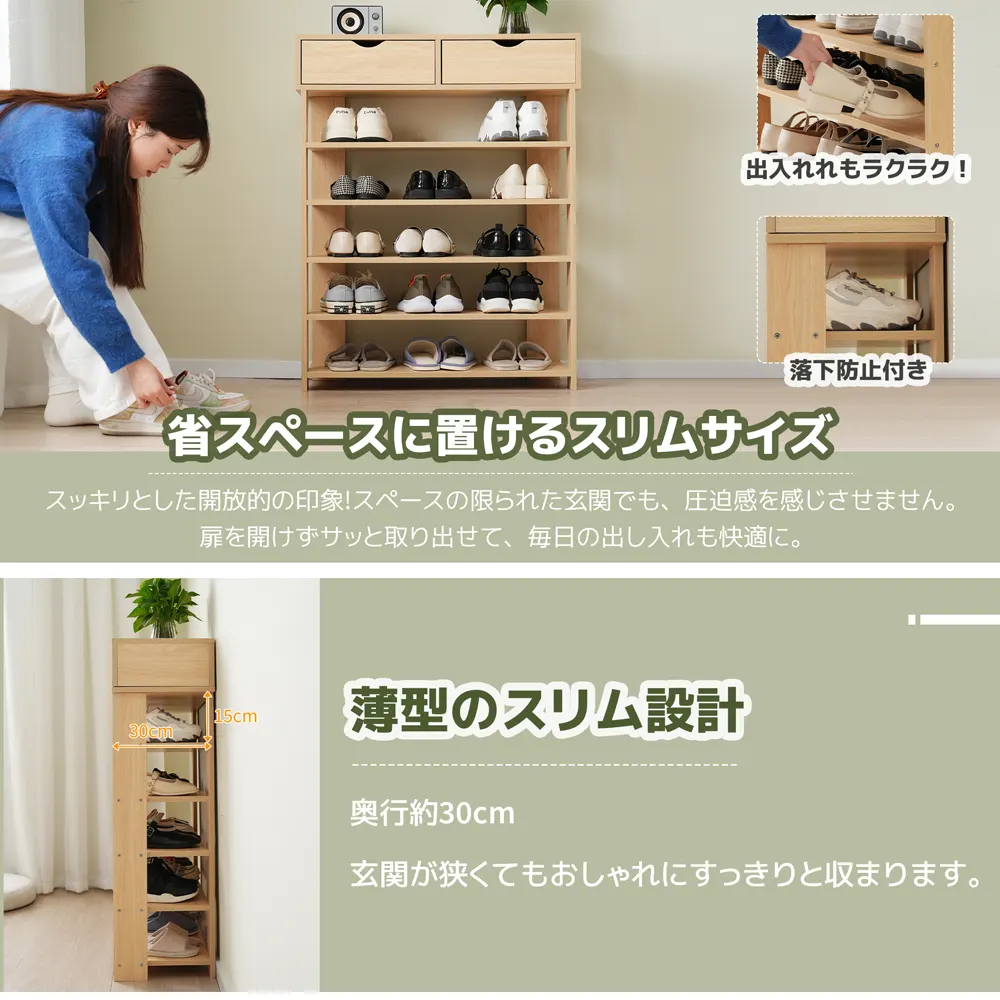 出入れれもラクラク！
落下防止付き
省スペースに置けるスリムサイズ
スッキリとした開放的の印象!スペースの限られた玄関でも、圧迫感を感じさせません。
扉を開けずサッと取り出せて、毎日の出し入れも快適に。
15cm
30cm
薄型のスリム設計
奥行約30cm
玄関が狭くてもおしゃれにすっきりと収まります。